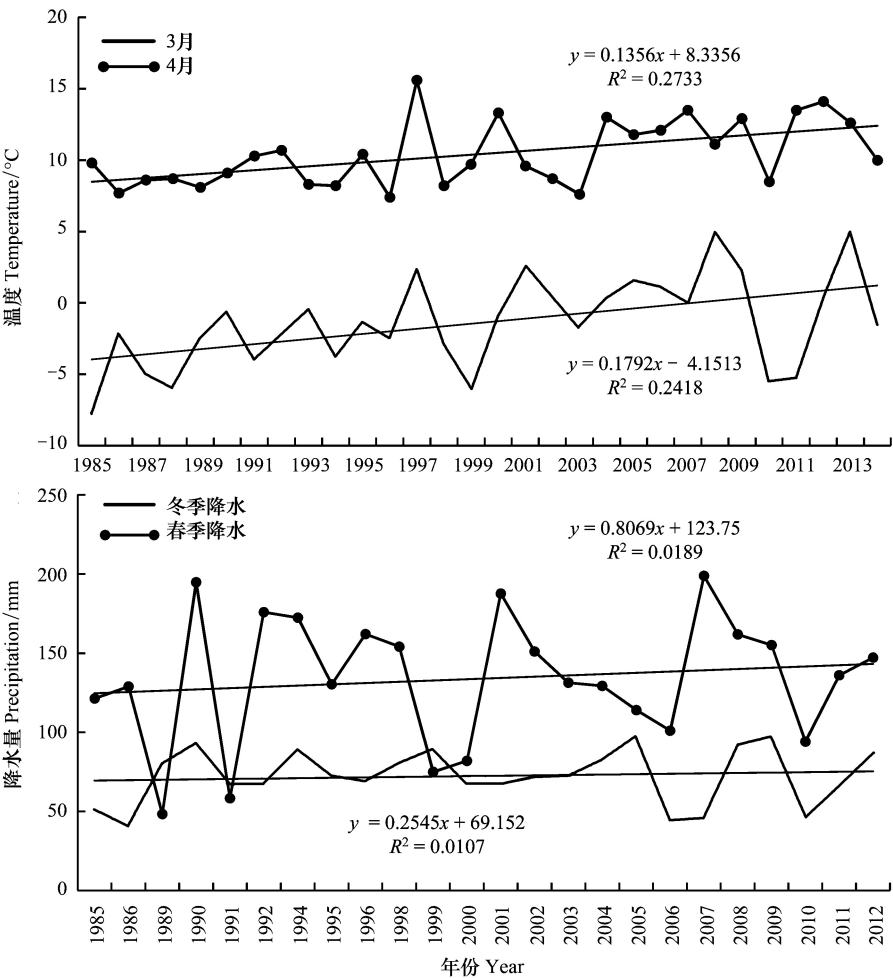 20
15
10
5
0
−5
−10
温度 Temperature/°C
3月
4月
y = 0.1356x + 8.3356
R² = 0.2733
y = 0.1792x − 4.1513
R² = 0.2418
1985 1987 1989 1991 1993 1995 1997 1999 2001 2003 2005 2007 2009 2011 2013
250
200
150
100
50
0
降水量 Precipitation/mm
冬季降水
春季降水
y = 0.8069x + 123.75
R² = 0.0189
y = 0.2545x + 69.152
R² = 0.0107
1985 1986 1989 1990 1991 1992 1994 1995 1996 1998 1999 2000 2001 2002 2003 2004 2005 2006 2007 2008 2009 2010 2011 2012
年份 Year